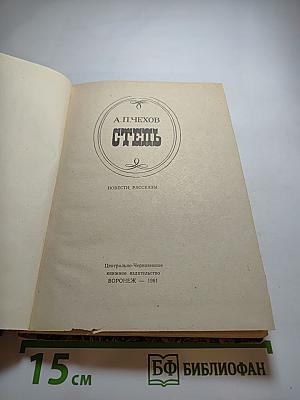 А.П.ЧЕХОВ
СТЕПЬ
ПОВЕСТИ, РАССКАЗЫ
Центрально-Черноземное
книжное издательство
ВОРОНЕЖ — 1981
15 см
БФ БИБЛИОФАН